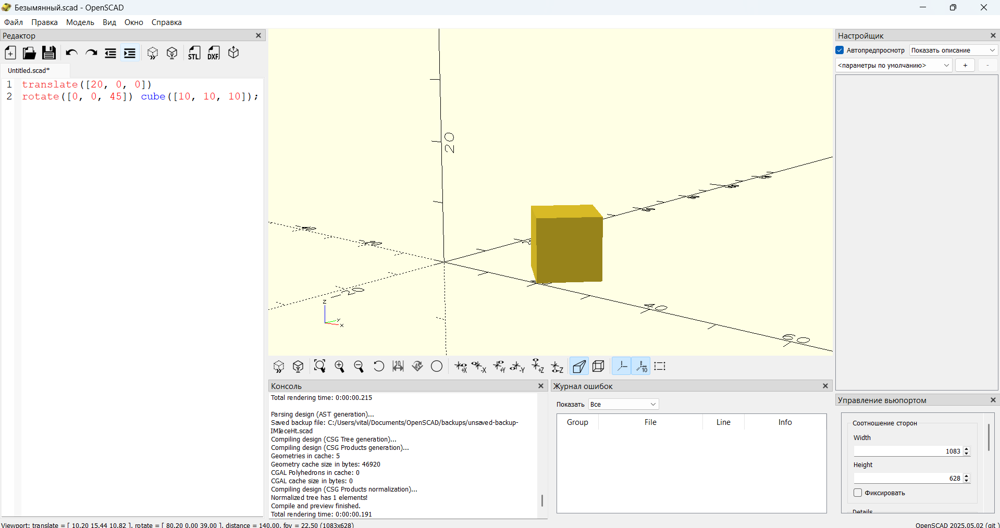 Безымянный.scad - OpenSCAD
Файл Правка Модель Вид Окно Справка
Редактор
STL DXF
Untitled.scad*
1 translate([20, 0, 0])
2 rotate([0, 0, 45]) cube([10, 10, 10]);
20
-20
40
60
Z
Y
X
10 45 +X -X +Y -Y +Z -Z 10
Консоль
Total rendering time: 0:00:00.215
Parsing design (AST generation)...
Saved backup file: C:/Users/vital/Documents/OpenSCAD/backups/unsaved-backup-
IMIeceHt.scad
Compiling design (CSG Tree generation)...
Compiling design (CSG Products generation)...
Geometries in cache: 5
Geometry cache size in bytes: 46920
CGAL Polyhedrons in cache: 0
CGAL cache size in bytes: 0
Compiling design (CSG Products normalization)...
Normalized tree has 1 elements!
Compile and preview finished.
Total rendering time: 0:00:00.191
Журнал ошибок
Показать Все
Group File Line Info
Настройщик
Автопредпросмотр Показать описание
<параметры по умолчанию> + -
Управление вьюпортом
Соотношение сторон
Width
1083
Height
628
Фиксировать
Details
Viewport: translate = [ 10.20 15.44 10.82 ], rotate = [ 80.20 0.00 39.00 ], distance = 140.00, fov = 22.50 (1083x628)
OpenSCAD 2025.05.02 (git )